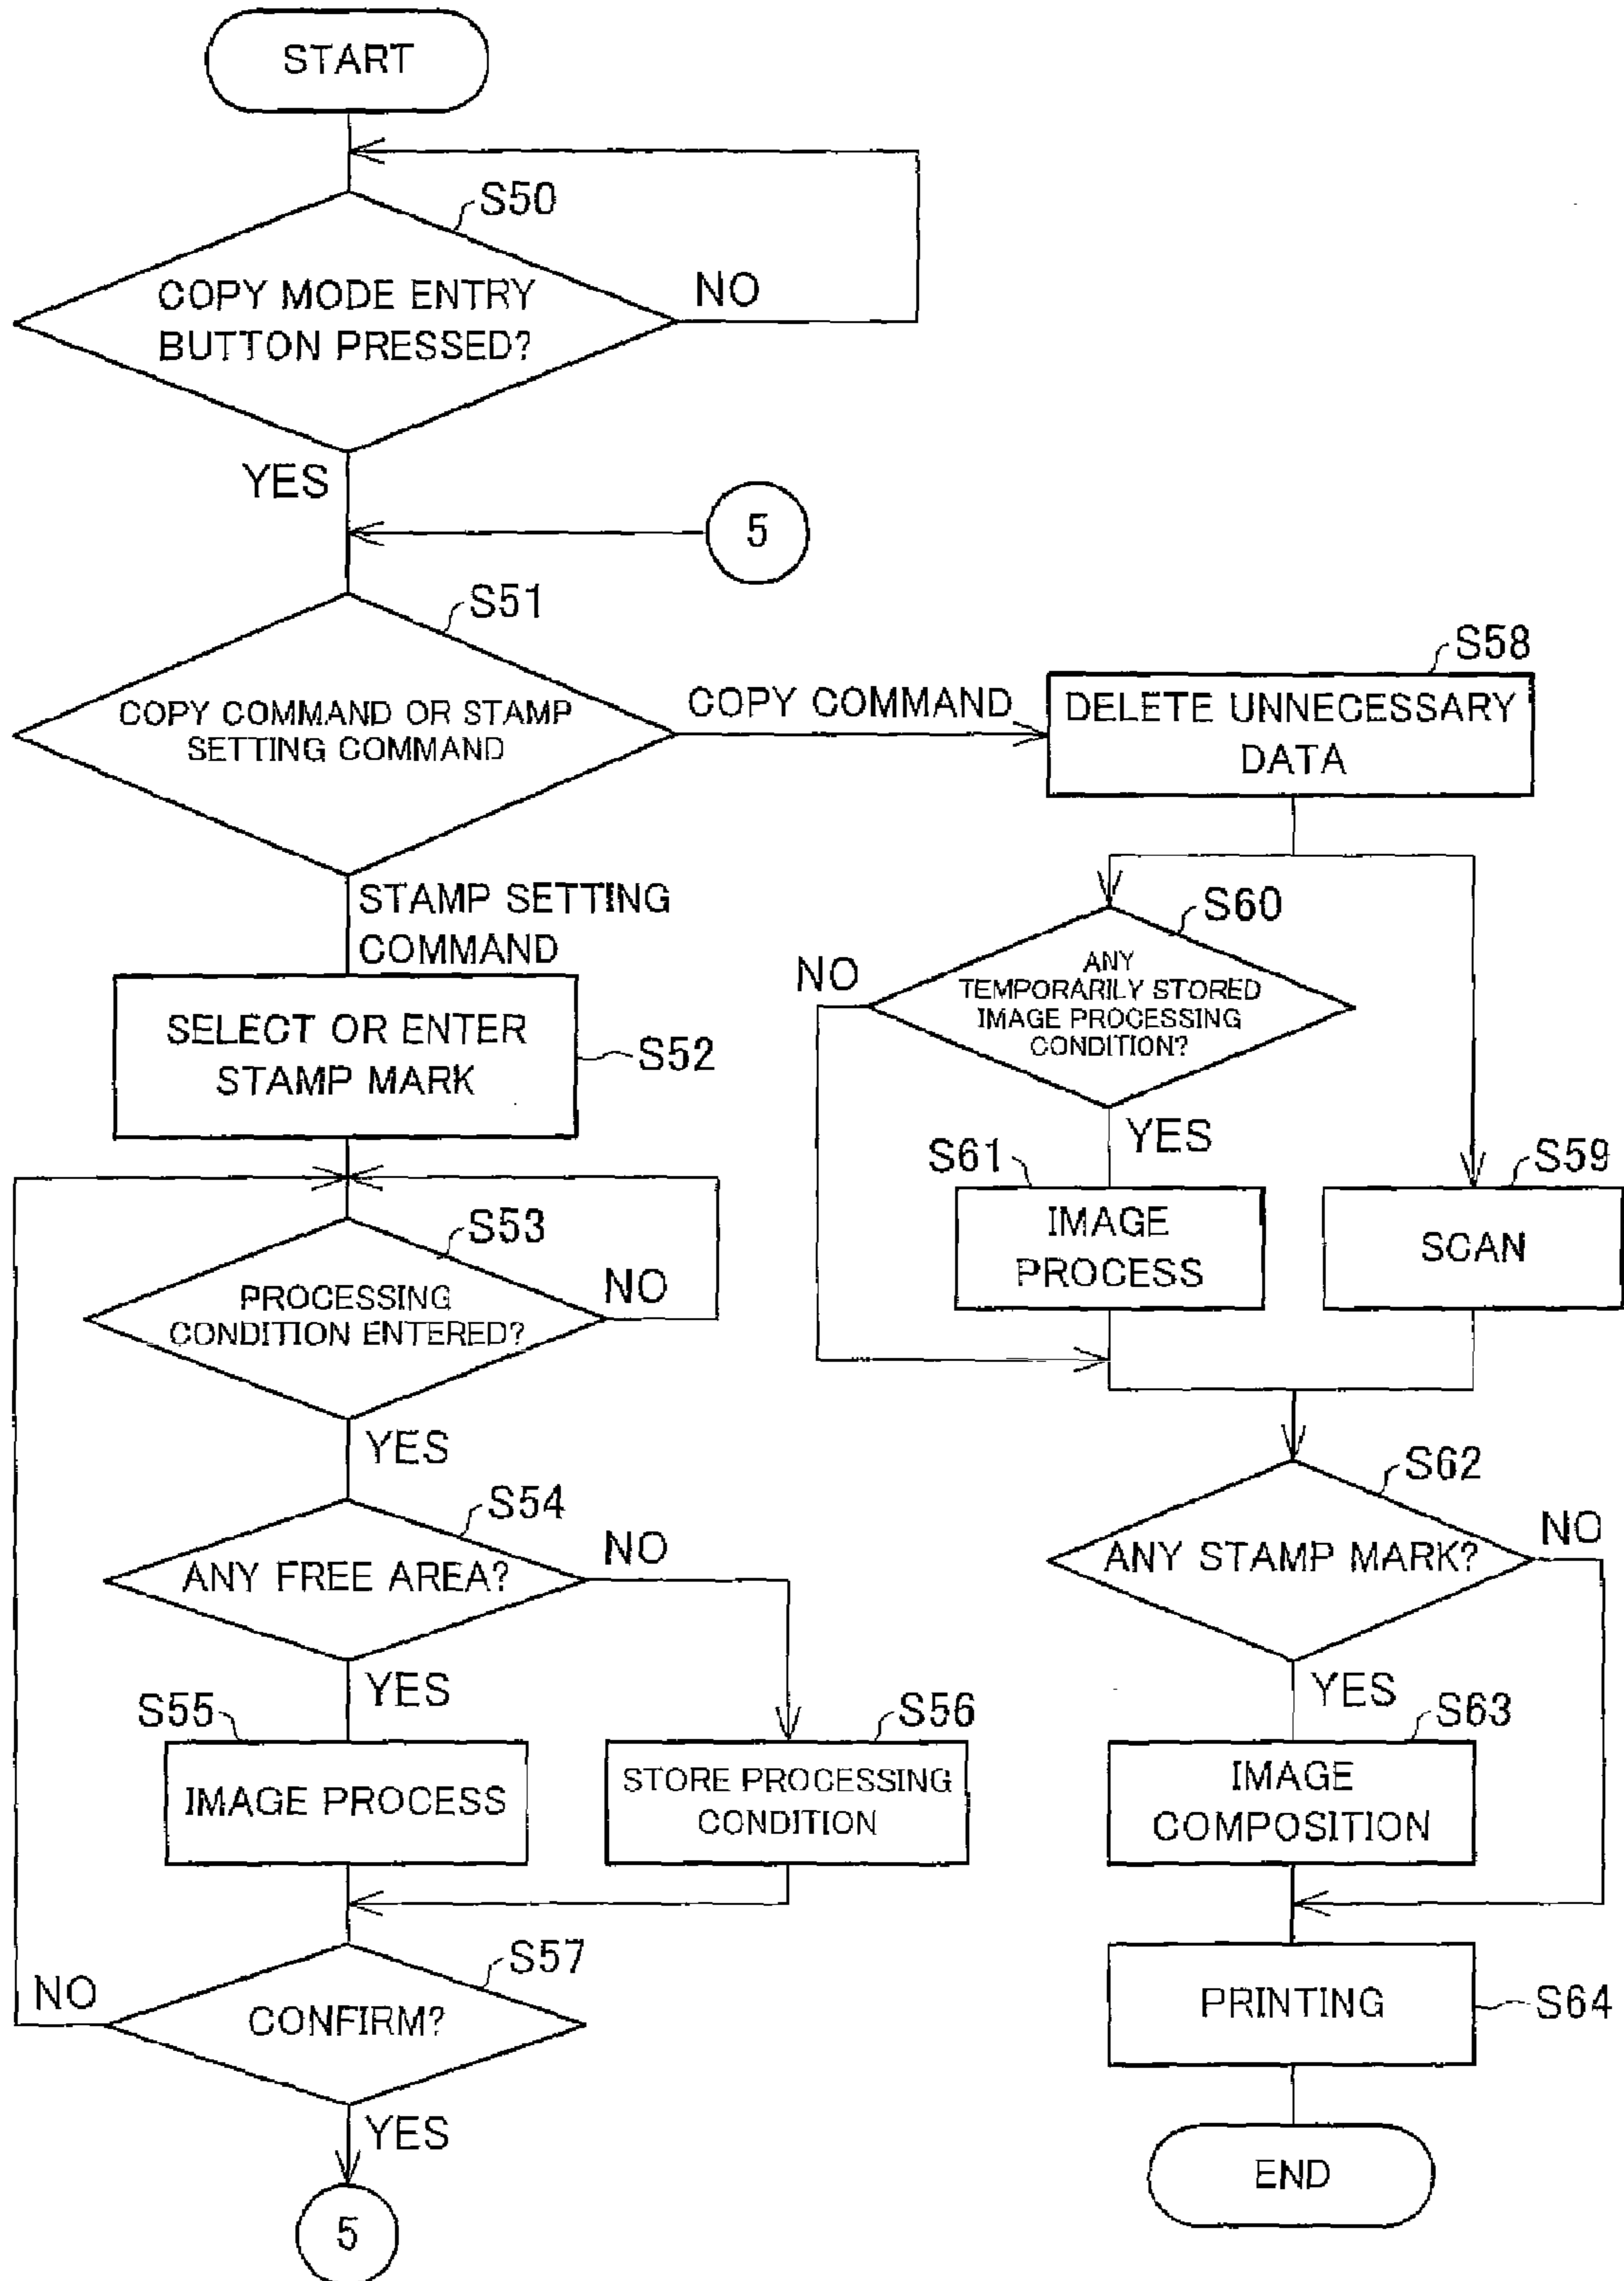 START
S50
COPY MODE ENTRY
BUTTON PRESSED?
NO
YES
5
S51
COPY COMMAND OR STAMP
SETTING COMMAND
COPY COMMAND
S58
DELETE UNNECESSARY
DATA
STAMP SETTING
COMMAND
SELECT OR ENTER
STAMP MARK
S52
S53
PROCESSING
CONDITION ENTERED?
NO
YES
S54
ANY FREE AREA?
NO
YES
S55
IMAGE PROCESS
S56
STORE PROCESSING
CONDITION
S57
CONFIRM?
NO
YES
5
S60
ANY
TEMPORARILY STORED
IMAGE PROCESSING
CONDITION?
NO
YES
S61
IMAGE
PROCESS
S59
SCAN
S62
ANY STAMP MARK?
NO
YES
S63
IMAGE
COMPOSITION
PRINTING
S64
END